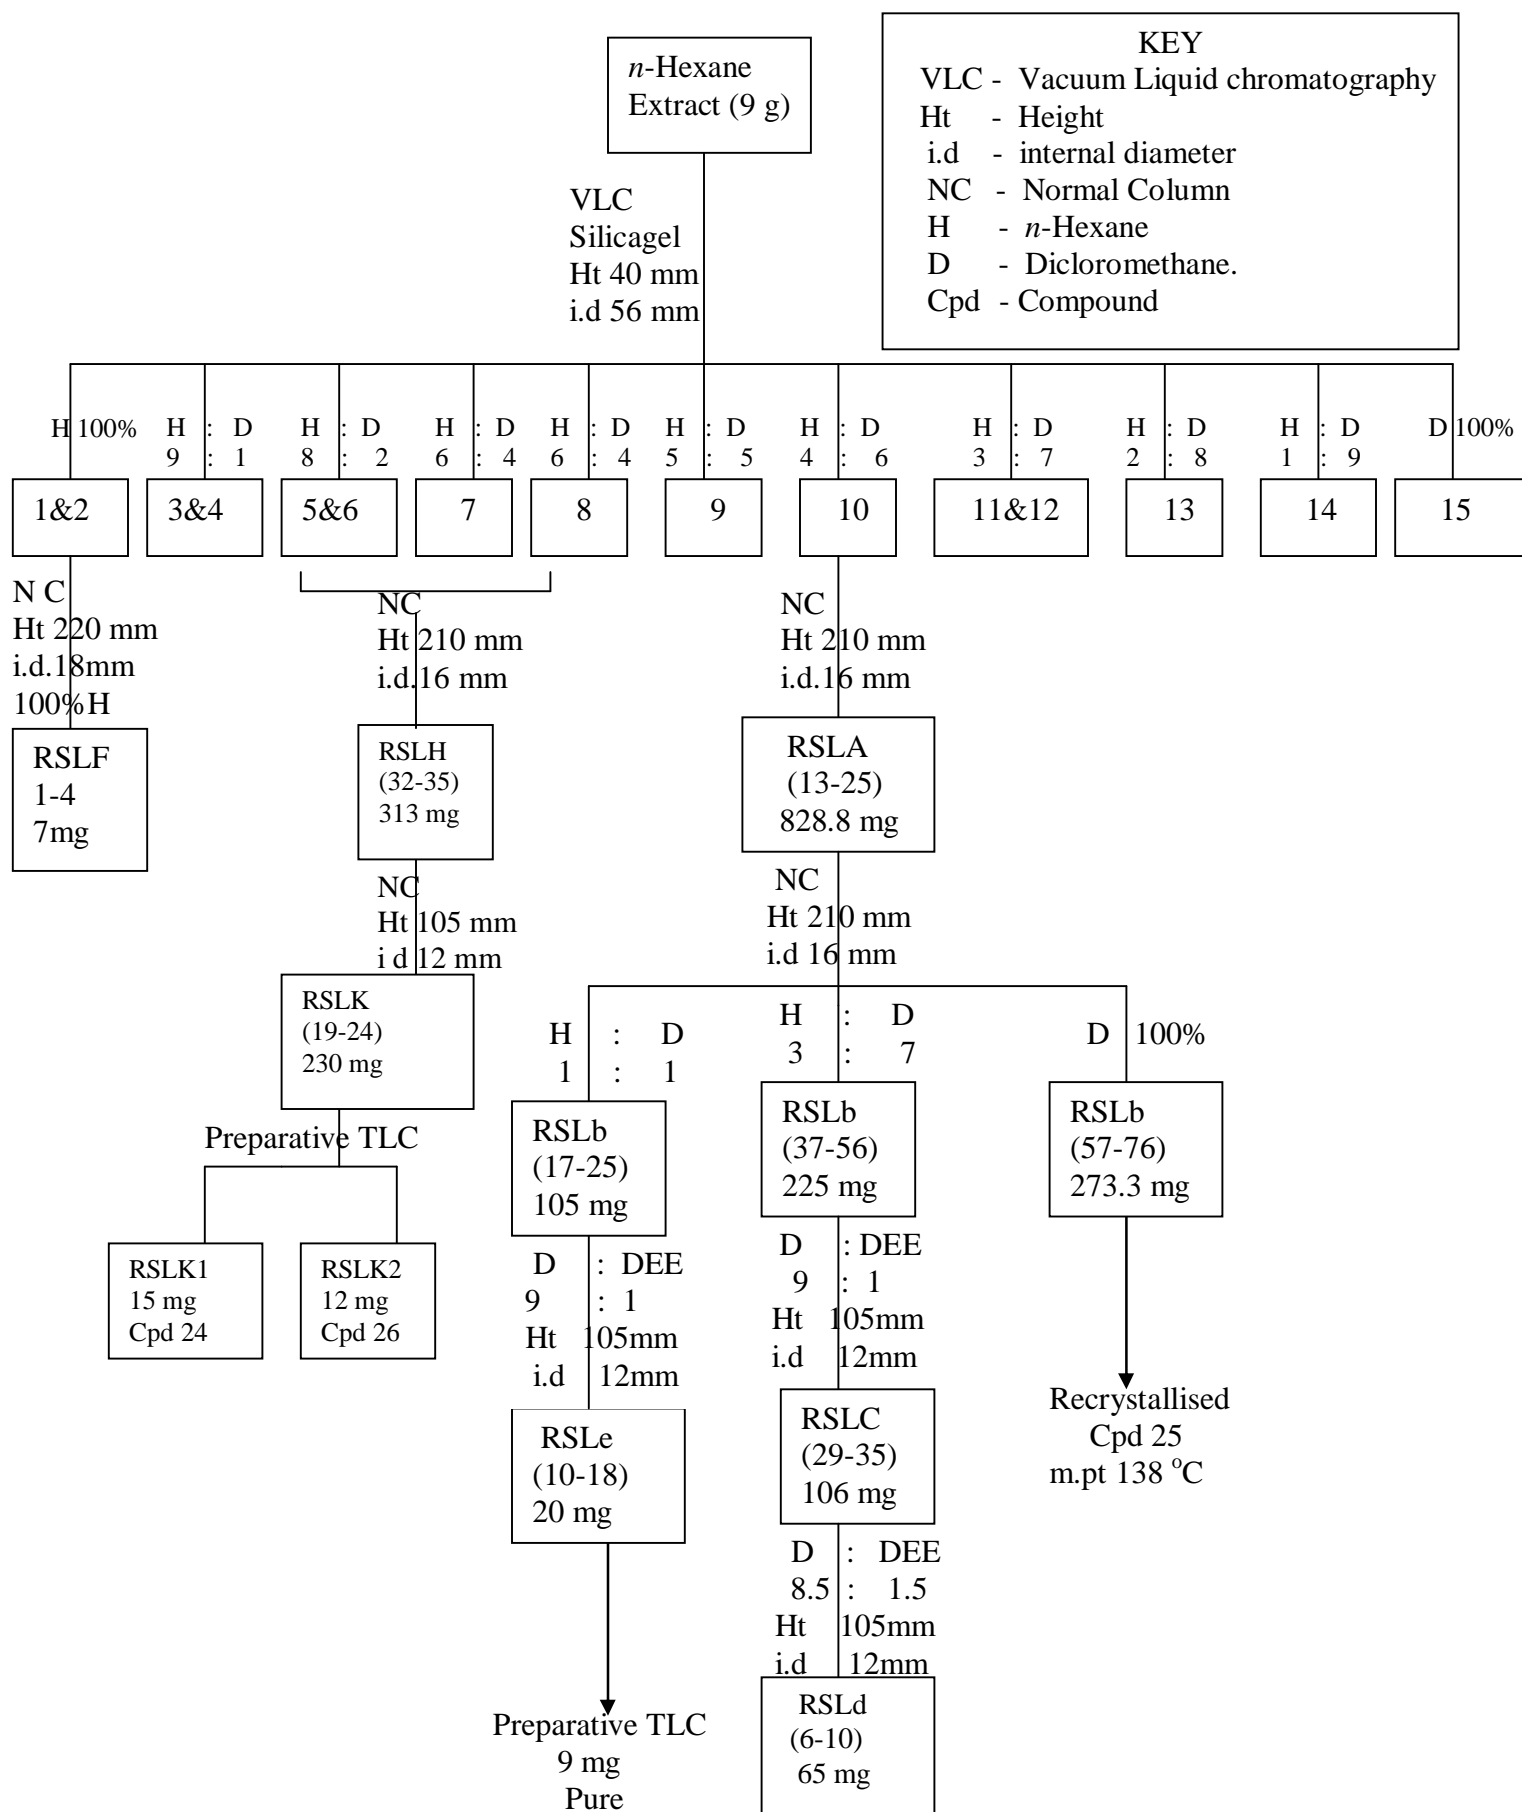 n-Hexane
Extract (9 g)
KEY
VLC - Vacuum Liquid chromatography
Ht - Height
i.d - internal diameter
NC - Normal Column
H - n-Hexane
D - Dicloromethane.
Cpd - Compound
VLC
Silicagel
Ht 40 mm
i.d 56 mm
H 100%
H : D
9 : 1
H : D
8 : 2
H : D
6 : 4
H : D
6 : 4
H : D
5 : 5
H : D
4 : 6
H : D
3 : 7
H : D
2 : 8
H : D
1 : 9
D 100%
1&2
3&4
5&6
7
8
9
10
11&12
13
14
15
N C
Ht 220 mm
i.d.18mm
100%H
RSLF
1-4
7mg
NC
Ht 210 mm
i.d.16 mm
RSLH
(32-35)
313 mg
NC
Ht 105 mm
i d 12 mm
RSLK
(19-24)
230 mg
Preparative TLC
RSLK1
15 mg
Cpd 24
RSLK2
12 mg
Cpd 26
NC
Ht 210 mm
i.d.16 mm
RSLA
(13-25)
828.8 mg
NC
Ht 210 mm
i.d 16 mm
H : D
1 : 1
RSLb
(17-25)
105 mg
D : DEE
9 : 1
Ht 105mm
i.d 12mm
RSLe
(10-18)
20 mg
Preparative TLC
9 mg
Pure
H : D
3 : 7
RSLb
(37-56)
225 mg
D : DEE
9 : 1
Ht 105mm
i.d 12mm
RSLC
(29-35)
106 mg
D : DEE
8.5 : 1.5
Ht 105mm
i.d 12mm
RSLd
(6-10)
65 mg
D 100%
RSLb
(57-76)
273.3 mg
Recrystallised
Cpd 25
m.pt 138 °C